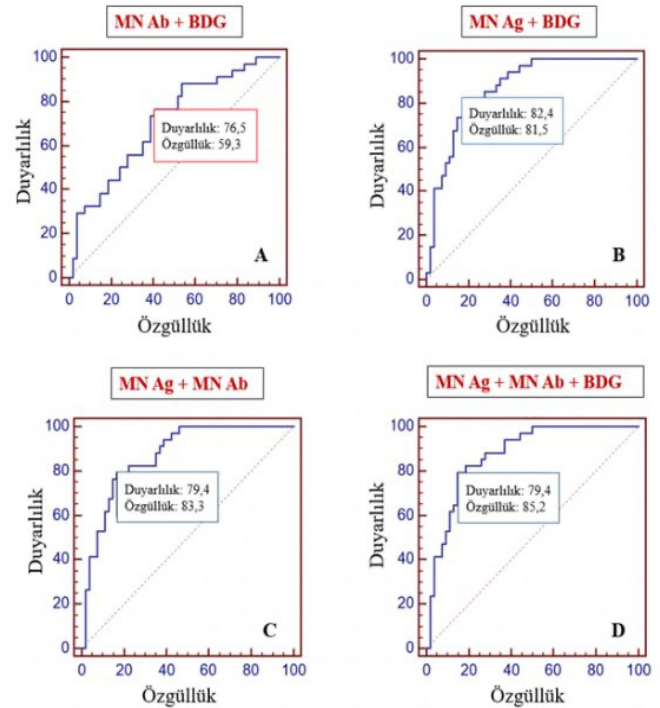 MN Ab + BDG
100
80
60
40
20
0
Duyarlılık
Duyarlılık: 76,5
Özgüllük: 59,3
A
0 20 40 60 80 100
Özgüllük
MN Ag + BDG
100
80
60
40
20
0
Duyarlılık
Duyarlılık: 82,4
Özgüllük: 81,5
B
0 20 40 60 80 100
Özgüllük
MN Ag + MN Ab
100
80
60
40
20
0
Duyarlılık
Duyarlılık: 79,4
Özgüllük: 83,3
C
0 20 40 60 80 100
Özgüllük
MN Ag + MN Ab + BDG
100
80
60
40
20
0
Duyarlılık
Duyarlılık: 79,4
Özgüllük: 85,2
D
0 20 40 60 80 100
Özgüllük